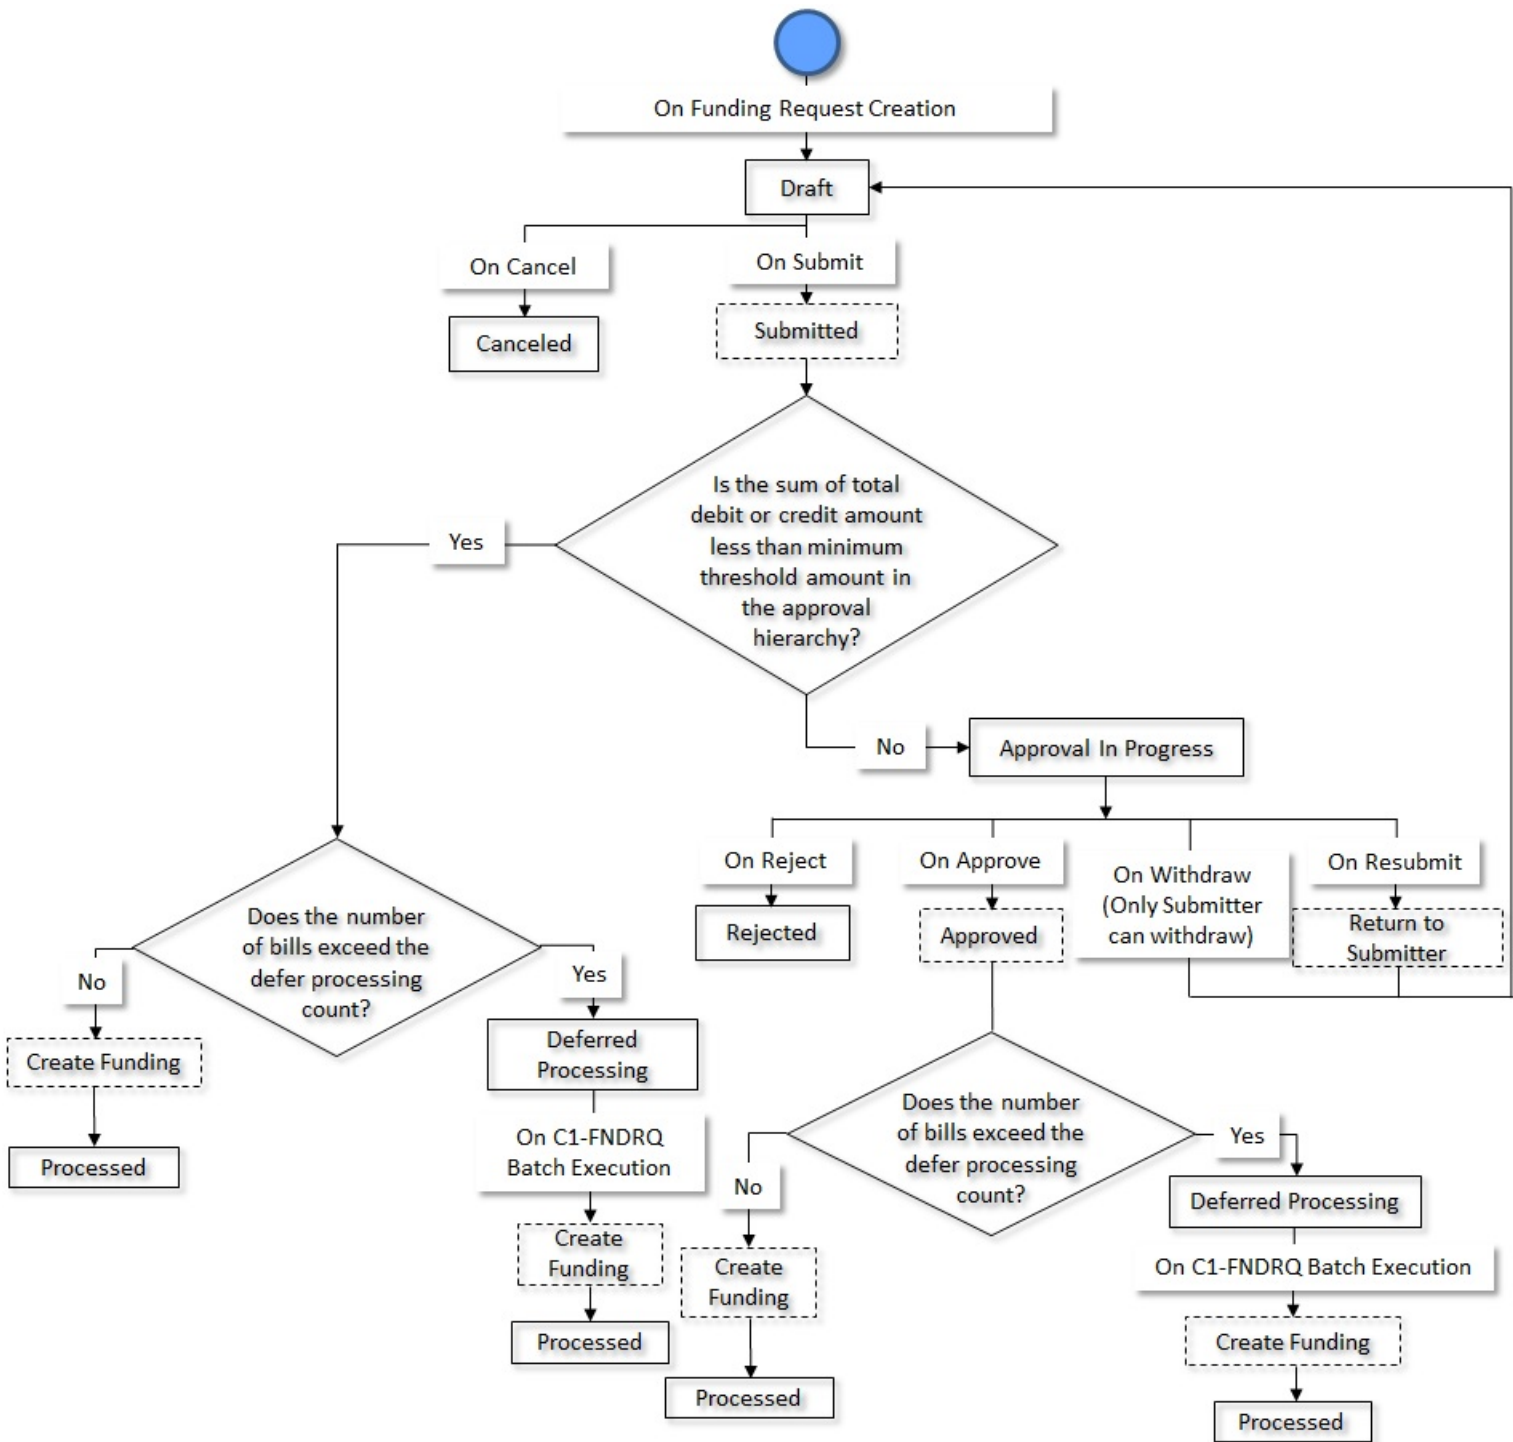 On Funding Request Creation
Draft
On Cancel
On Submit
Canceled
Submitted
Is the sum of total
debit or credit amount
less than minimum
threshold amount in
the approval
hierarchy?
Yes
No
Approval In Progress
On Reject
On Approve
On Withdraw
(Only Submitter
can withdraw)
On Resubmit
Rejected
Approved
Return to
Submitter
Does the number
of bills exceed the
defer processing
count?
No
Yes
Create Funding
Processed
Deferred
Processing
On C1-FNDRQ
Batch Execution
Create
Funding
Processed
Does the number
of bills exceed the
defer processing
count?
No
Yes
Create
Funding
Processed
Deferred Processing
On C1-FNDRQ Batch Execution
Create Funding
Processed